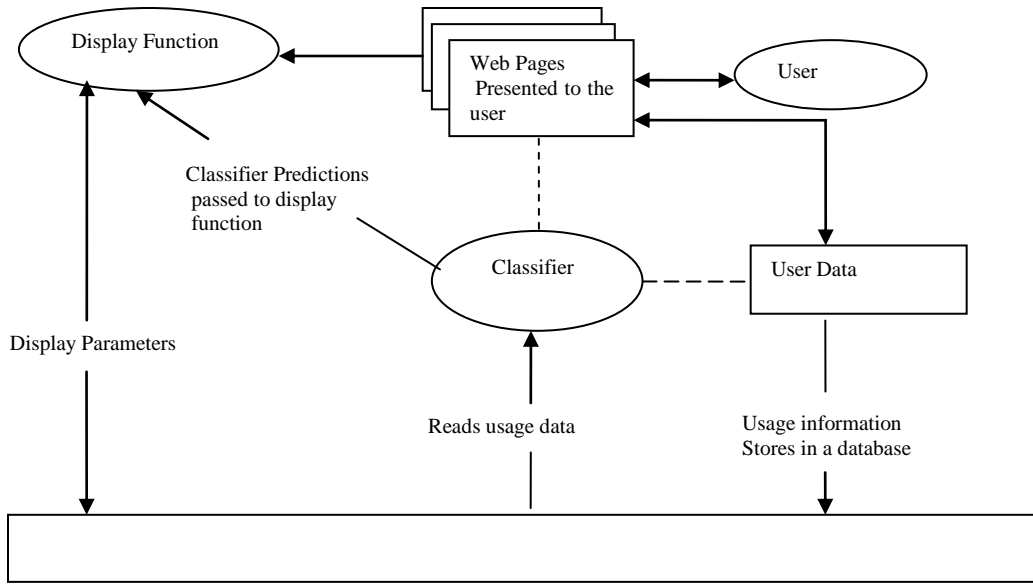 Display Function
Web Pages
Presented to the
user
User
Classifier Predictions
passed to display
function
Classifier
User Data
Display Parameters
Reads usage data
Usage information
Stores in a database